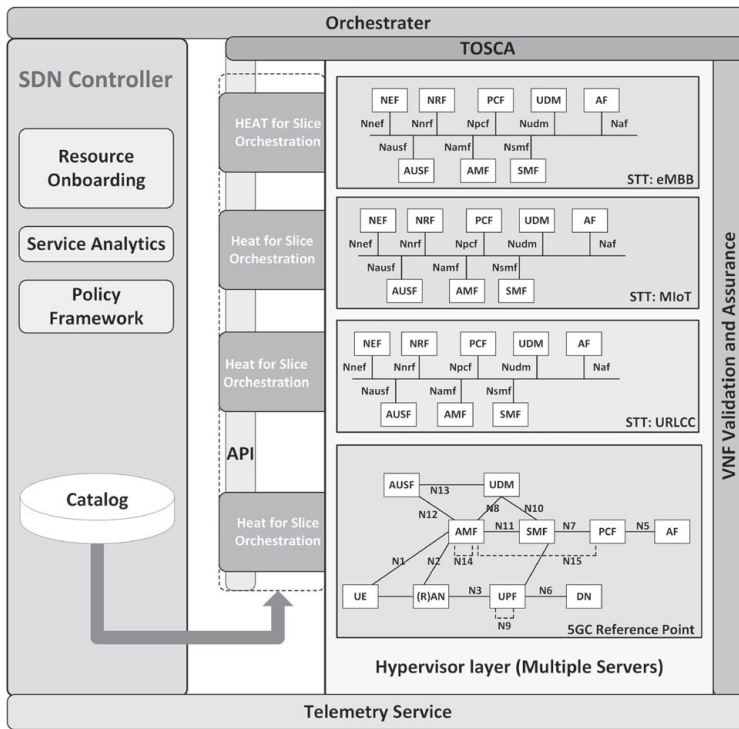 Orchestrater
TOSCA
SDN Controller
Resource
Onboarding
Service Analytics
Policy
Framework
Catalog
API
HEAT for Slice
Orchestration
Heat for Slice
Orchestration
Heat for Slice
Orchestration
Heat for Slice
Orchestration
NEF NRF PCF UDM AF
Nnef Nnrf Npcf Nudm Naf
Nausf Namf Nsmf
AUSF AMF SMF
STT: eMBB
NEF NRF PCF UDM AF
Nnef Nnrf Npcf Nudm Naf
Nausf Namf Nsmf
AUSF AMF SMF
STT: MIoT
NEF NRF PCF UDM AF
Nnef Nnrf Npcf Nudm Naf
Nausf Namf Nsmf
AUSF AMF SMF
STT: URLCC
AUSF N13 UDM
N12 N8 N10
AMF N11 SMF N7 PCF N5 AF
N1 N2 N14 N15
UE (R)AN N3 UPF N6 DN
N9
5GC Reference Point
Hypervisor layer (Multiple Servers)
VNF Validation and Assurance
Telemetry Service